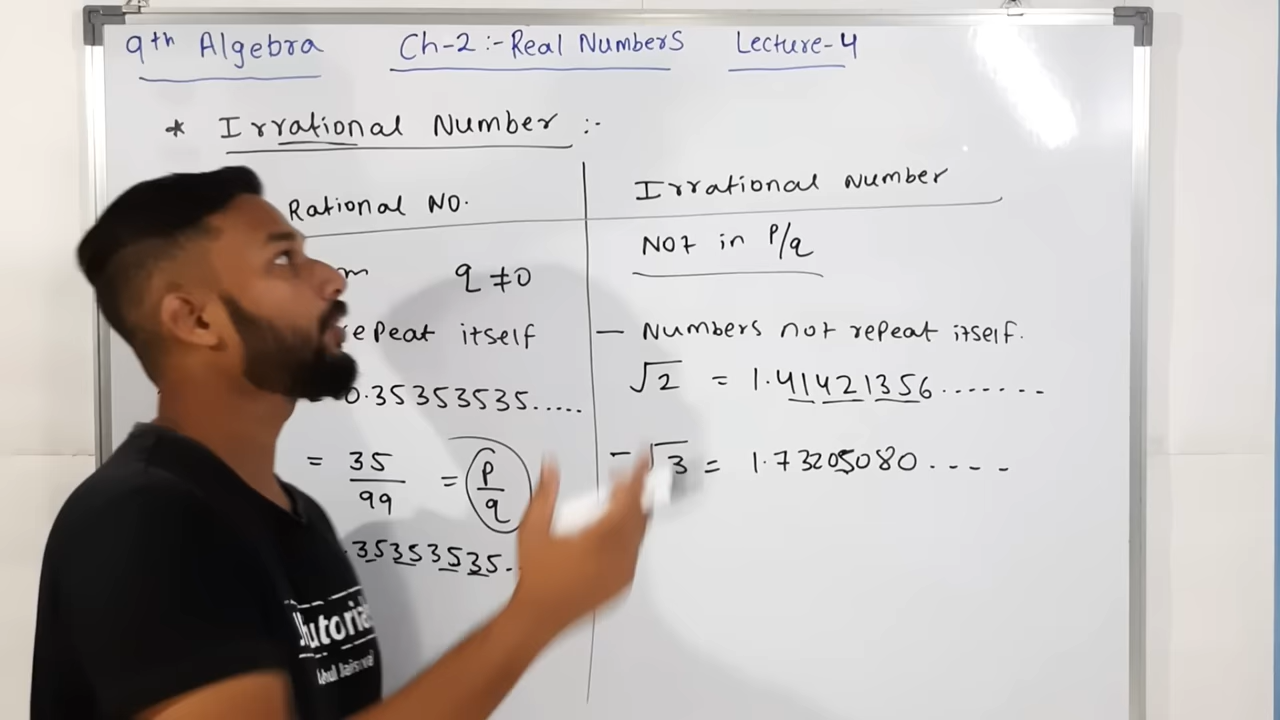 9th Algebra Ch-2 :- Real Numbers Lecture-4
* Irrational Number :-
Rational No.
q ≠ 0
repeat itself
0.35353535.....
= 35/99 = p/q
.35353535..
Irrational Number
NOT in P/q
— Numbers not repeat itself.
√2 = 1.41421356.......
- √3 = 1.73205080....